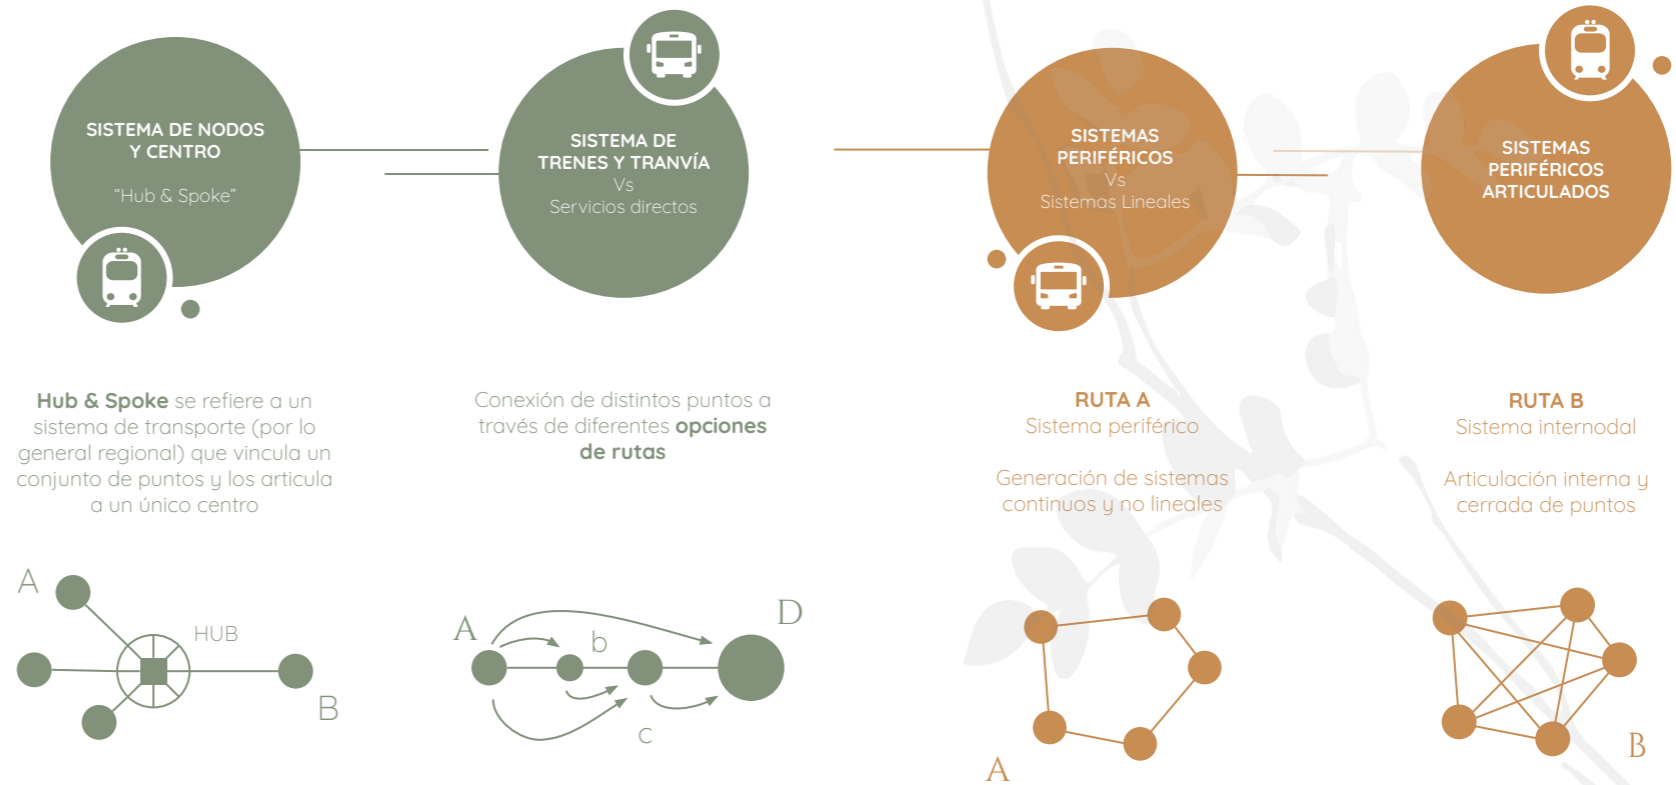 SISTEMA DE NODOS
Y CENTRO
“Hub & Spoke”
SISTEMA DE
TRENES Y TRANVÍA
Vs
Servicios directos
SISTEMAS
PERIFÉRICOS
Vs
Sistemas Lineales
SISTEMAS
PERIFÉRICOS
ARTICULADOS
Hub & Spoke se refiere a un
sistema de transporte (por lo
general regional) que vincula un
conjunto de puntos y los articula
a un único centro
Conexión de distintos puntos a
través de diferentes opciones
de rutas
RUTA A
Sistema periférico
Generación de sistemas
continuos y no lineales
RUTA B
Sistema internodal
Articulación interna y
cerrada de puntos
A
HUB
B
A
b
c
D
A
B